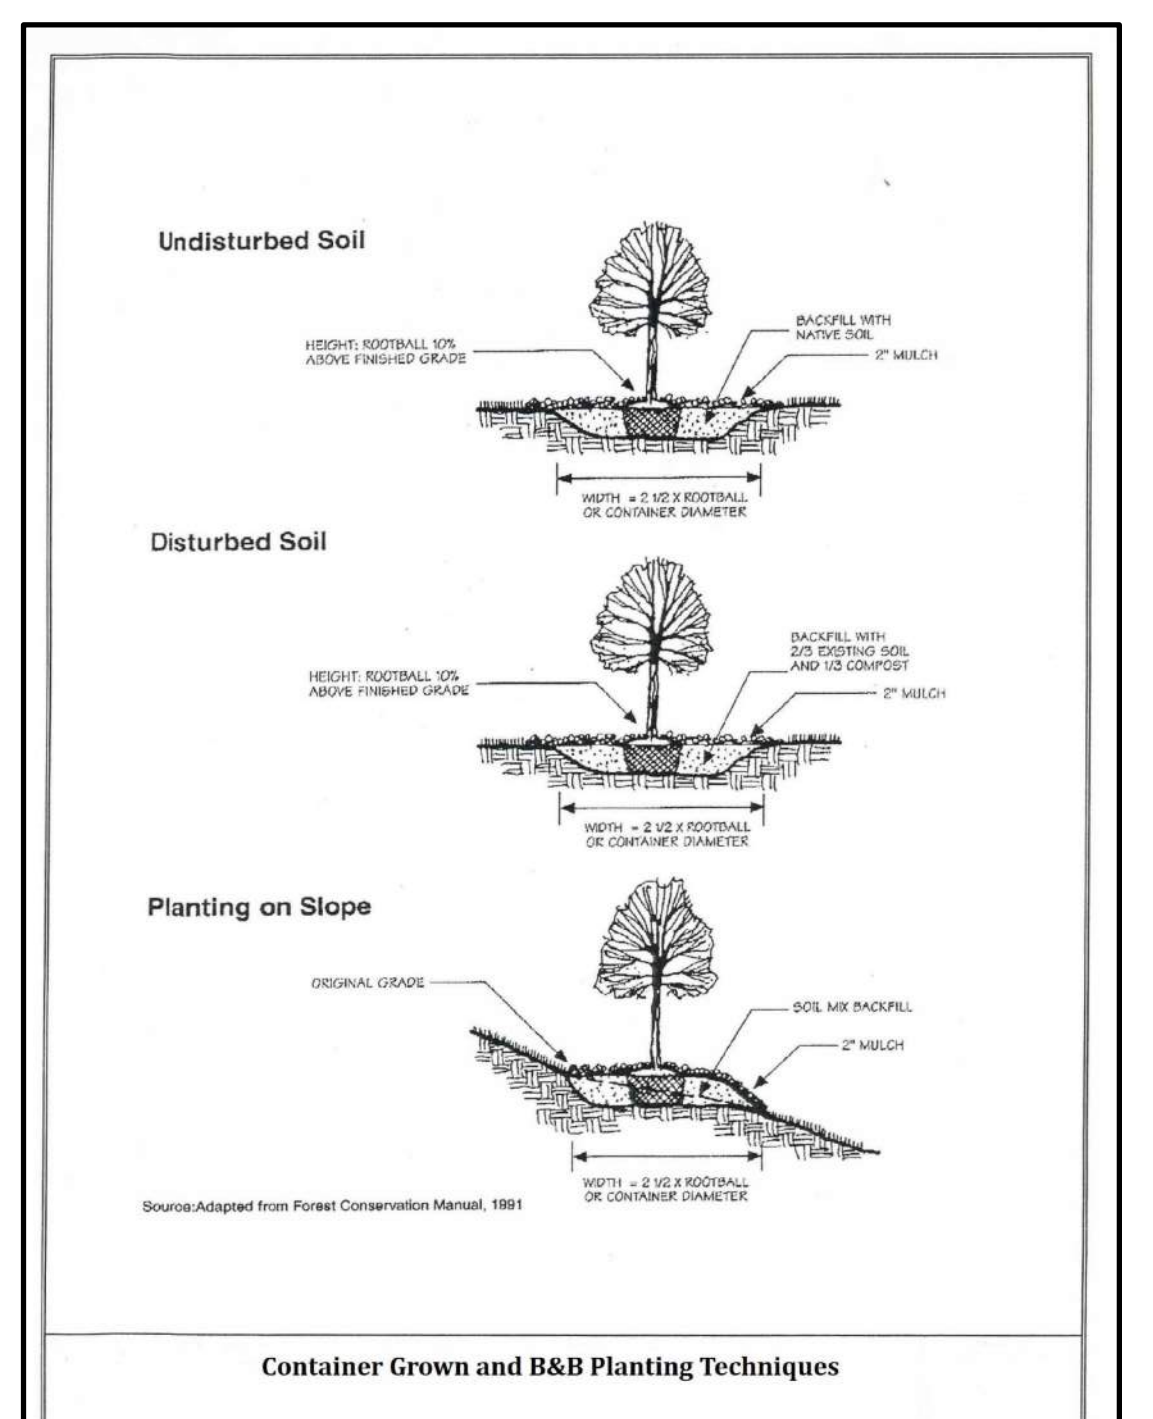 Undisturbed Soil
BACKFILL WITH
NATIVE SOIL
HEIGHT: ROOTBALL 10%
ABOVE FINISHED GRADE
2" MULCH
WIDTH = 2 1/2 X ROOTBALL
OR CONTAINER DIAMETER
Disturbed Soil
BACKFILL WITH
2/3 EXISTING SOIL
AND 1/3 COMPOST
HEIGHT: ROOTBALL 10%
ABOVE FINISHED GRADE
2" MULCH
WIDTH = 2 1/2 X ROOTBALL
OR CONTAINER DIAMETER
Planting on Slope
ORIGINAL GRADE
SOIL MIX BACKFILL
2" MULCH
WIDTH = 2 1/2 X ROOTBALL
OR CONTAINER DIAMETER
Source:Adapted from Forest Conservation Manual, 1991
Container Grown and B&B Planting Techniques